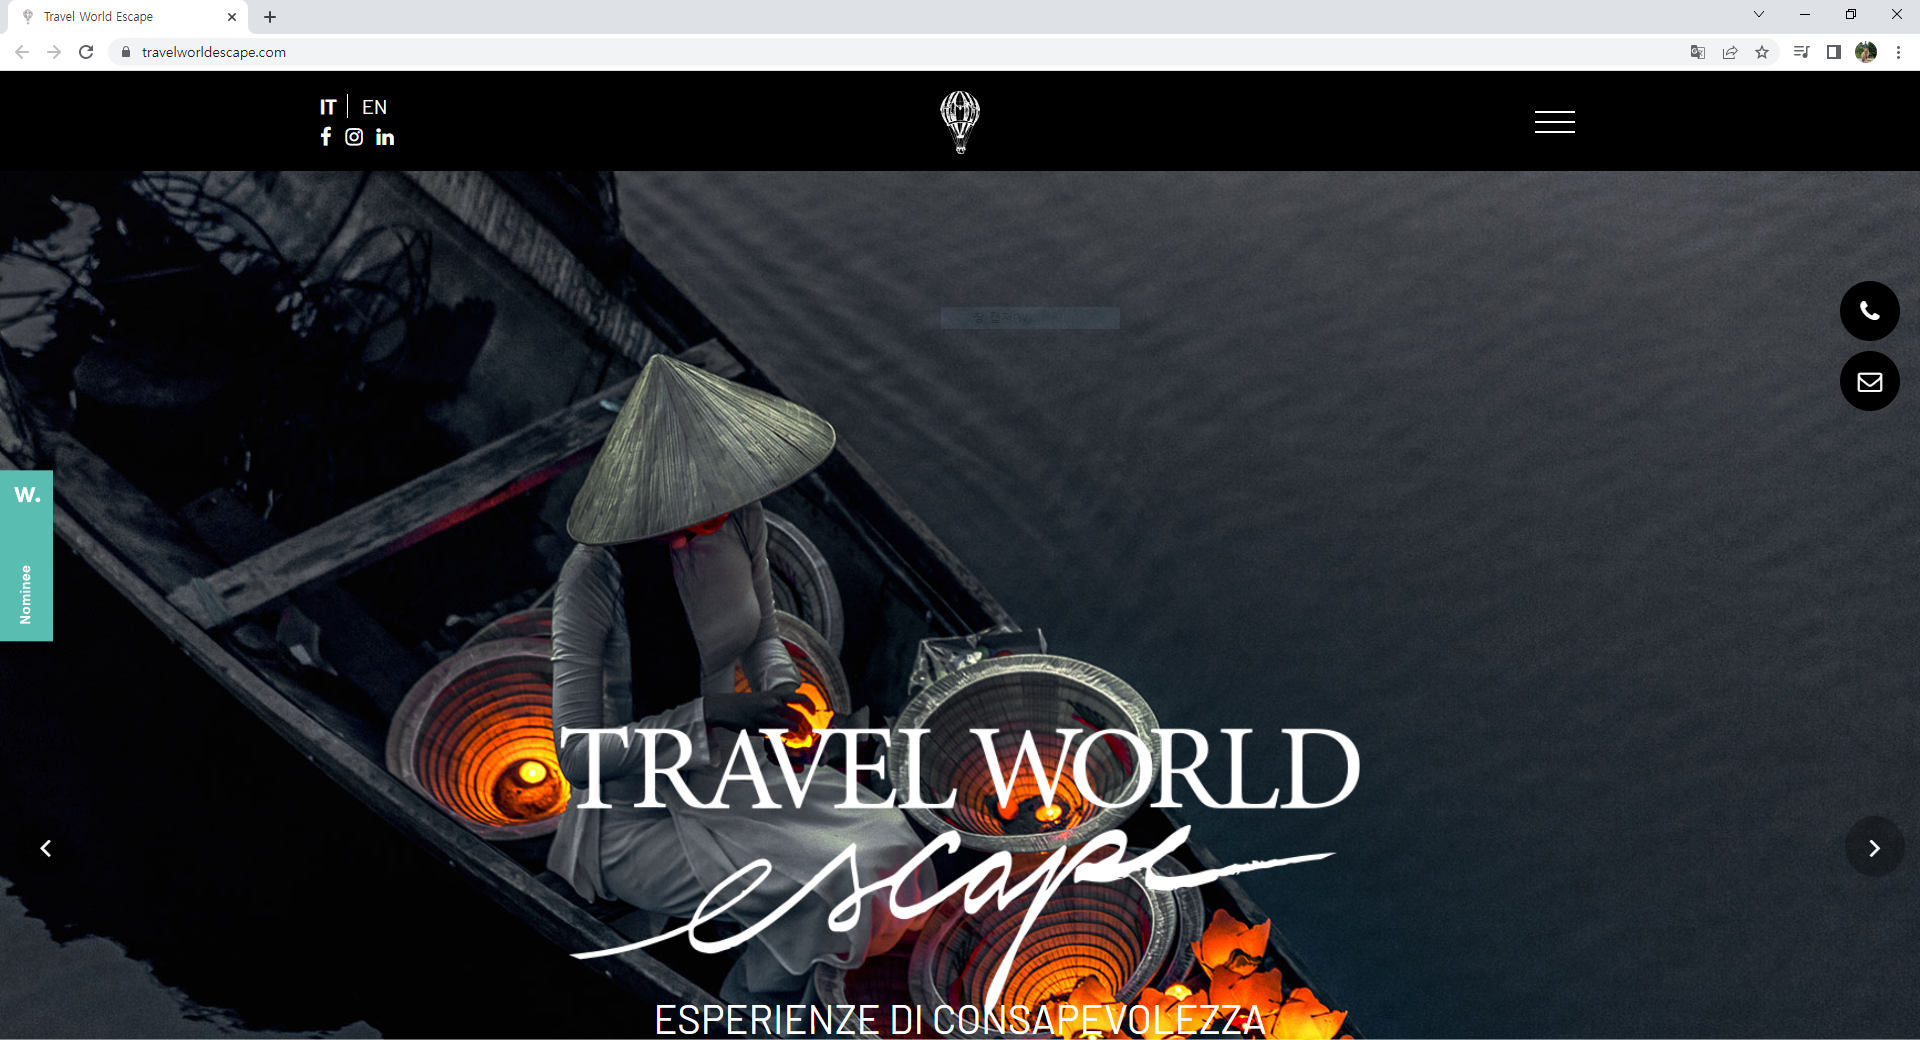 Travel World Escape
travelworldescape.com
IT | EN
W.
Nominee
TRAVEL WORLD
escape
ESPERIENZE DI CONSAPEVOLEZZA